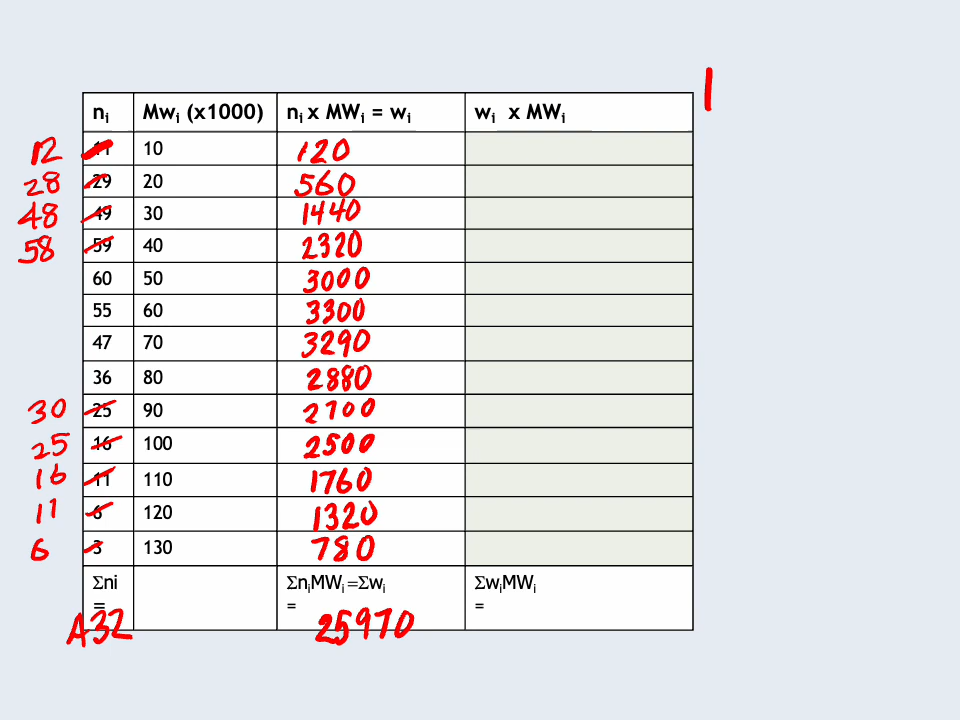 1
nᵢ Mwᵢ (x1000) nᵢ x MWᵢ = wᵢ wᵢ x MWᵢ
12 11 10 120
28 29 20 560
48 49 30 1440
58 59 40 2320
60 50 3000
55 60 3300
47 70 3290
36 80 2880
30 25 90 2700
25 16 100 2500
16 11 110 1760
11 6 120 1320
6 3 130 780
Σni ΣnᵢMWᵢ=Σwᵢ ΣwᵢMWᵢ
= = =
432 25970